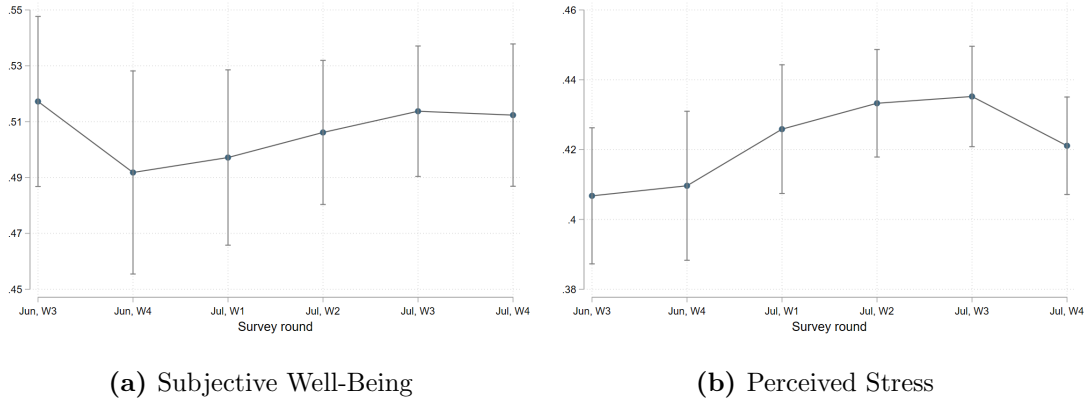 .55
.53
.51
.49
.47
.45
Jun, W3 Jun, W4 Jul, W1 Jul, W2 Jul, W3 Jul, W4
Survey round
(a) Subjective Well-Being
.46
.44
.42
.4
.38
Jun, W3 Jun, W4 Jul, W1 Jul, W2 Jul, W3 Jul, W4
Survey round
(b) Perceived Stress